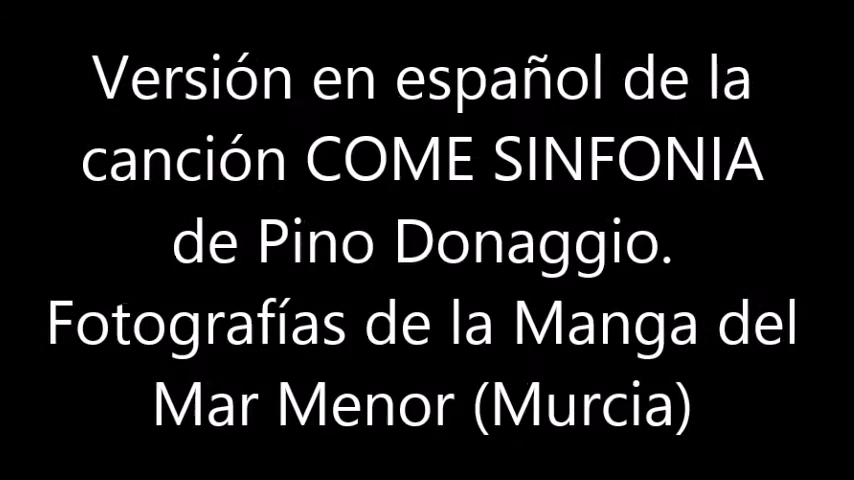 Versión en español de la
canción COME SINFONIA
de Pino Donaggio.
Fotografías de la Manga del
Mar Menor (Murcia)